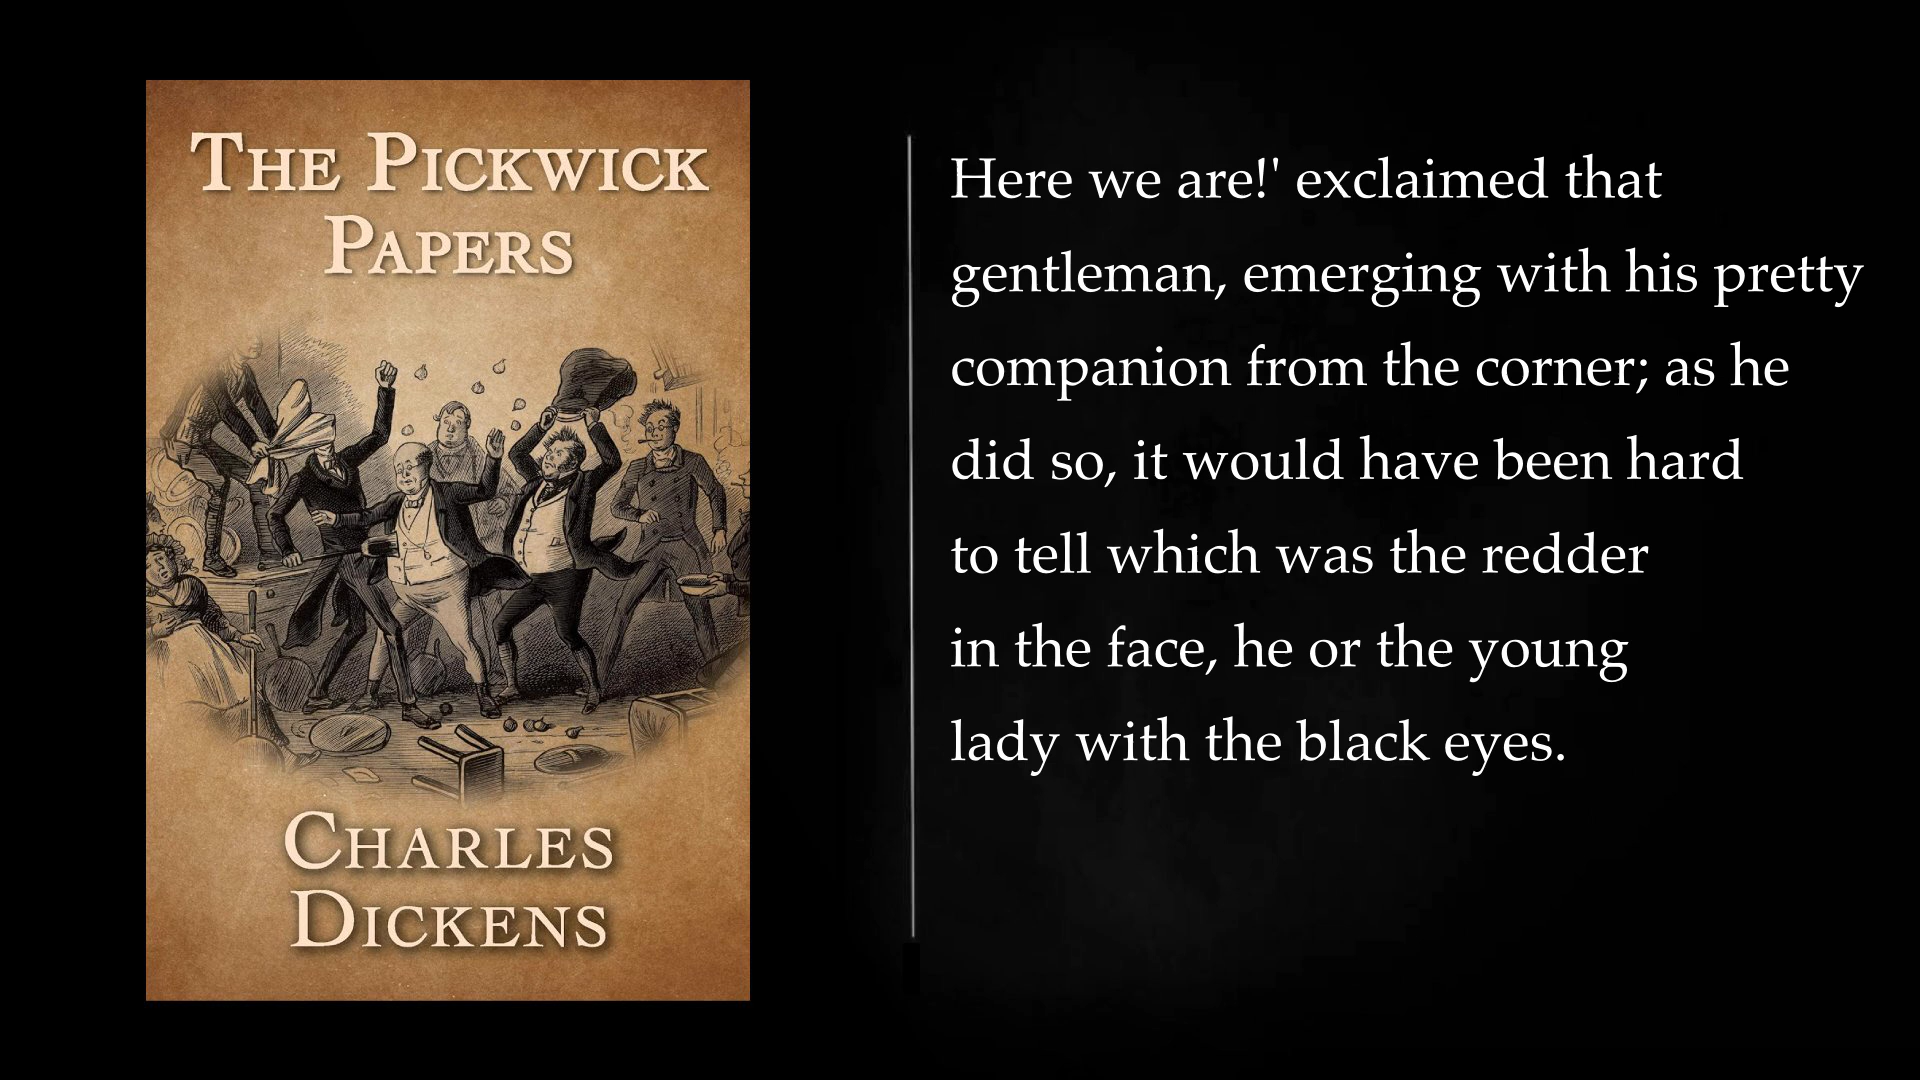 THE PICKWICK
PAPERS
CHARLES
DICKENS
Here we are!' exclaimed that
gentleman, emerging with his pretty
companion from the corner; as he
did so, it would have been hard
to tell which was the redder
in the face, he or the young
lady with the black eyes.